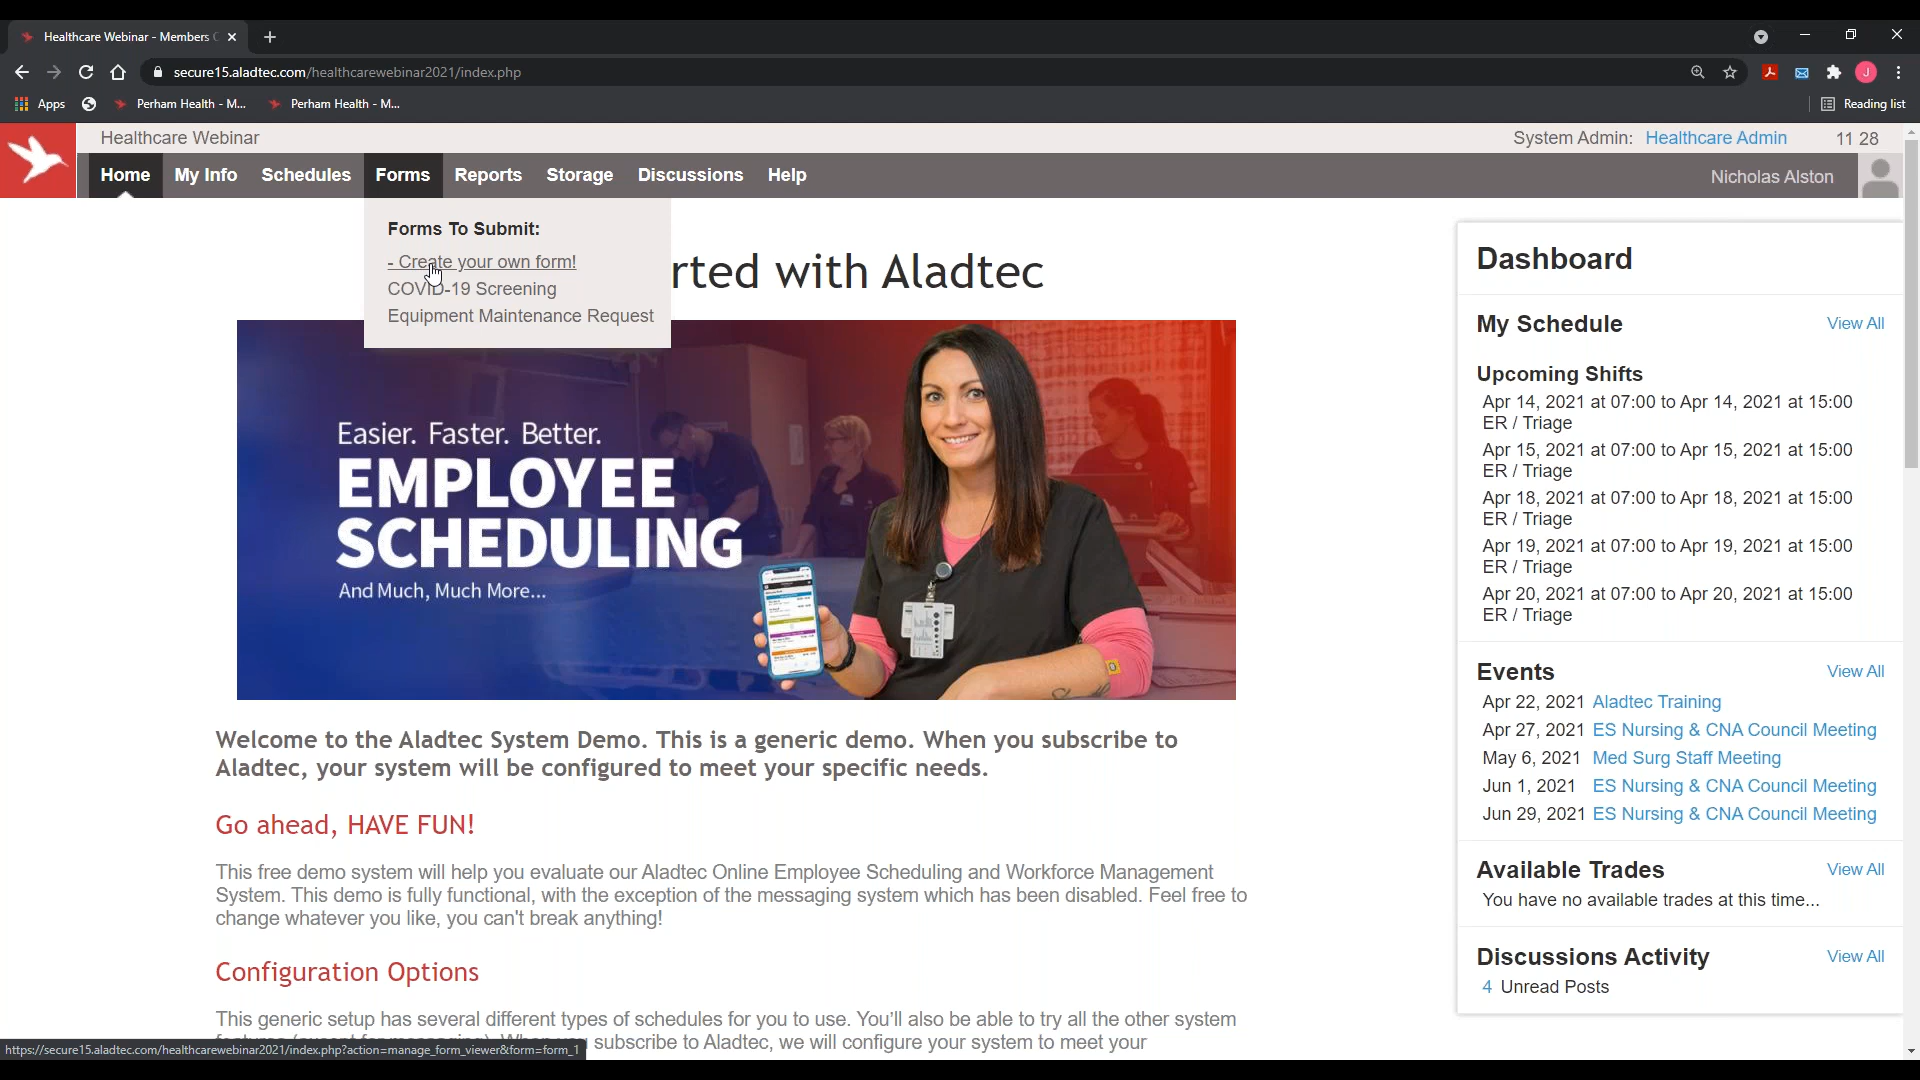 Healthcare Webinar - Members
secure15.aladtec.com/healthcarewebinar2021/index.php
J
Apps
Perham Health - M...
Perham Health - M...
Reading list
Healthcare Webinar
System Admin: Healthcare Admin
11 28
Home My Info Schedules Forms Reports Storage Discussions Help
Nicholas Alston
Forms To Submit:
- Create your own form!
COVID-19 Screening
Equipment Maintenance Request
rted with Aladtec
Easier. Faster. Better.
EMPLOYEE
SCHEDULING
And Much, Much More...
Welcome to the Aladtec System Demo. This is a generic demo. When you subscribe to
Aladtec, your system will be configured to meet your specific needs.
Go ahead, HAVE FUN!
This free demo system will help you evaluate our Aladtec Online Employee Scheduling and Workforce Management
System. This demo is fully functional, with the exception of the messaging system which has been disabled. Feel free to
change whatever you like, you can't break anything!
Configuration Options
This generic setup has several different types of schedules for you to use. You'll also be able to try all the other system
subscribe to Aladtec, we will configure your system to meet your
https://secure15.aladtec.com/healthcarewebinar2021/index.php?action=manage_form_viewer&form=form_1
Dashboard
My Schedule View All
Upcoming Shifts
Apr 14, 2021 at 07:00 to Apr 14, 2021 at 15:00
ER / Triage
Apr 15, 2021 at 07:00 to Apr 15, 2021 at 15:00
ER / Triage
Apr 18, 2021 at 07:00 to Apr 18, 2021 at 15:00
ER / Triage
Apr 19, 2021 at 07:00 to Apr 19, 2021 at 15:00
ER / Triage
Apr 20, 2021 at 07:00 to Apr 20, 2021 at 15:00
ER / Triage
Events View All
Apr 22, 2021 Aladtec Training
Apr 27, 2021 ES Nursing & CNA Council Meeting
May 6, 2021 Med Surg Staff Meeting
Jun 1, 2021 ES Nursing & CNA Council Meeting
Jun 29, 2021 ES Nursing & CNA Council Meeting
Available Trades View All
You have no available trades at this time...
Discussions Activity View All
4 Unread Posts